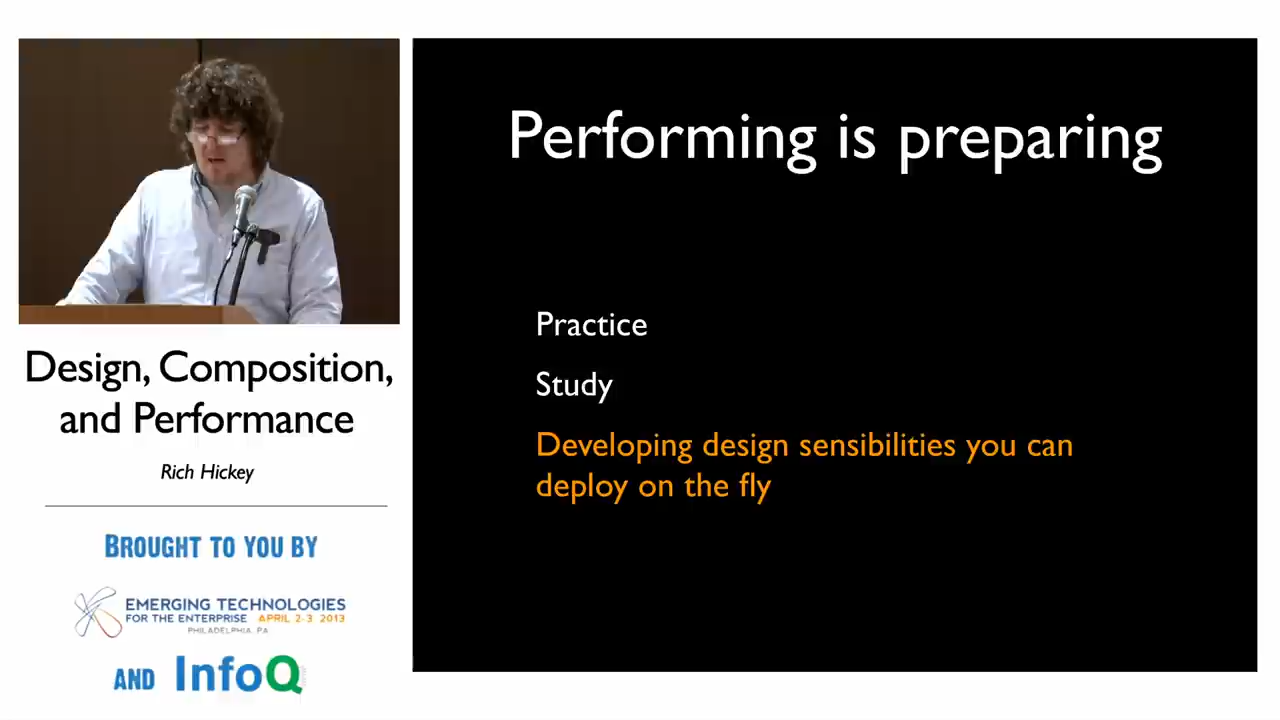 Performing is preparing
Practice
Study
Developing design sensibilities you can
deploy on the fly
Design, Composition,
and Performance
Rich Hickey
BROUGHT TO YOU BY
EMERGING TECHNOLOGIES
FOR THE ENTERPRISE APRIL 2-3 2013
PHILADELPHIA, PA
AND InfoQ